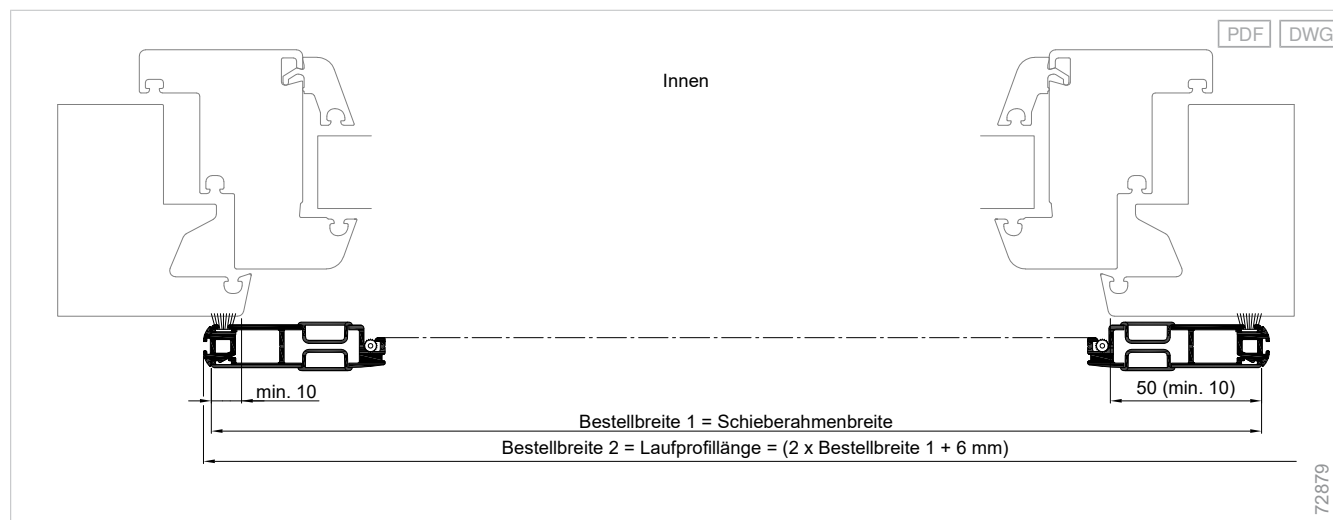 PDF DWG
Innen
min. 10
50 (min. 10)
Bestellbreite 1 = Schieberahmenbreite
Bestellbreite 2 = Laufprofillänge = (2 x Bestellbreite 1 + 6 mm)
72879